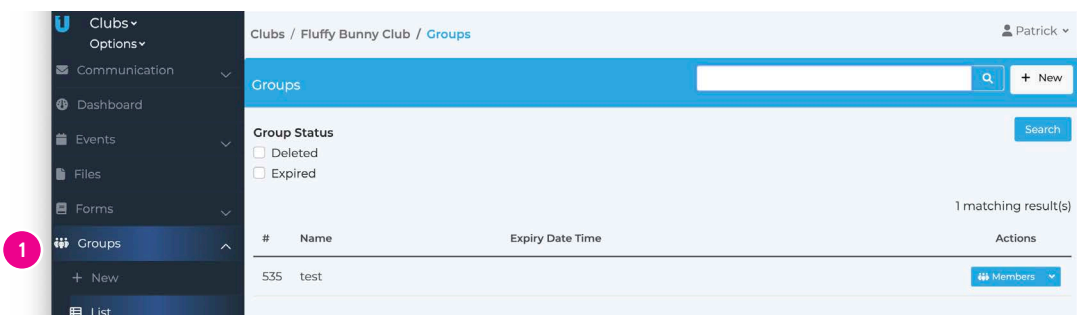 Clubs
Options
Communication
Dashboard
Events
Files
Forms
1
Groups
+ New
List
Clubs / Fluffy Bunny Club / Groups
Patrick
Groups
+ New
Group Status
Search
Deleted
Expired
1 matching result(s)
# Name Expiry Date Time Actions
535 test Members